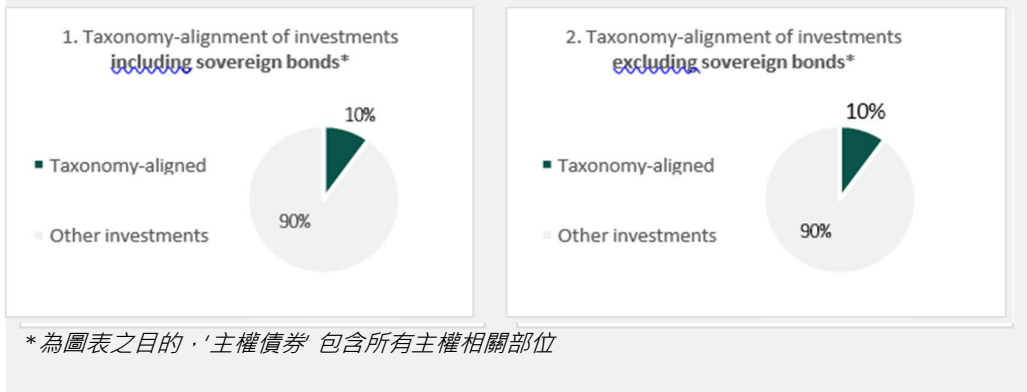 1. Taxonomy-alignment of investments
including sovereign bonds*
10%
Taxonomy-aligned
90%
Other investments
2. Taxonomy-alignment of investments
excluding sovereign bonds*
10%
Taxonomy-aligned
90%
Other investments
*為圖表之目的，‘主權債券’ 包含所有主權相關部位